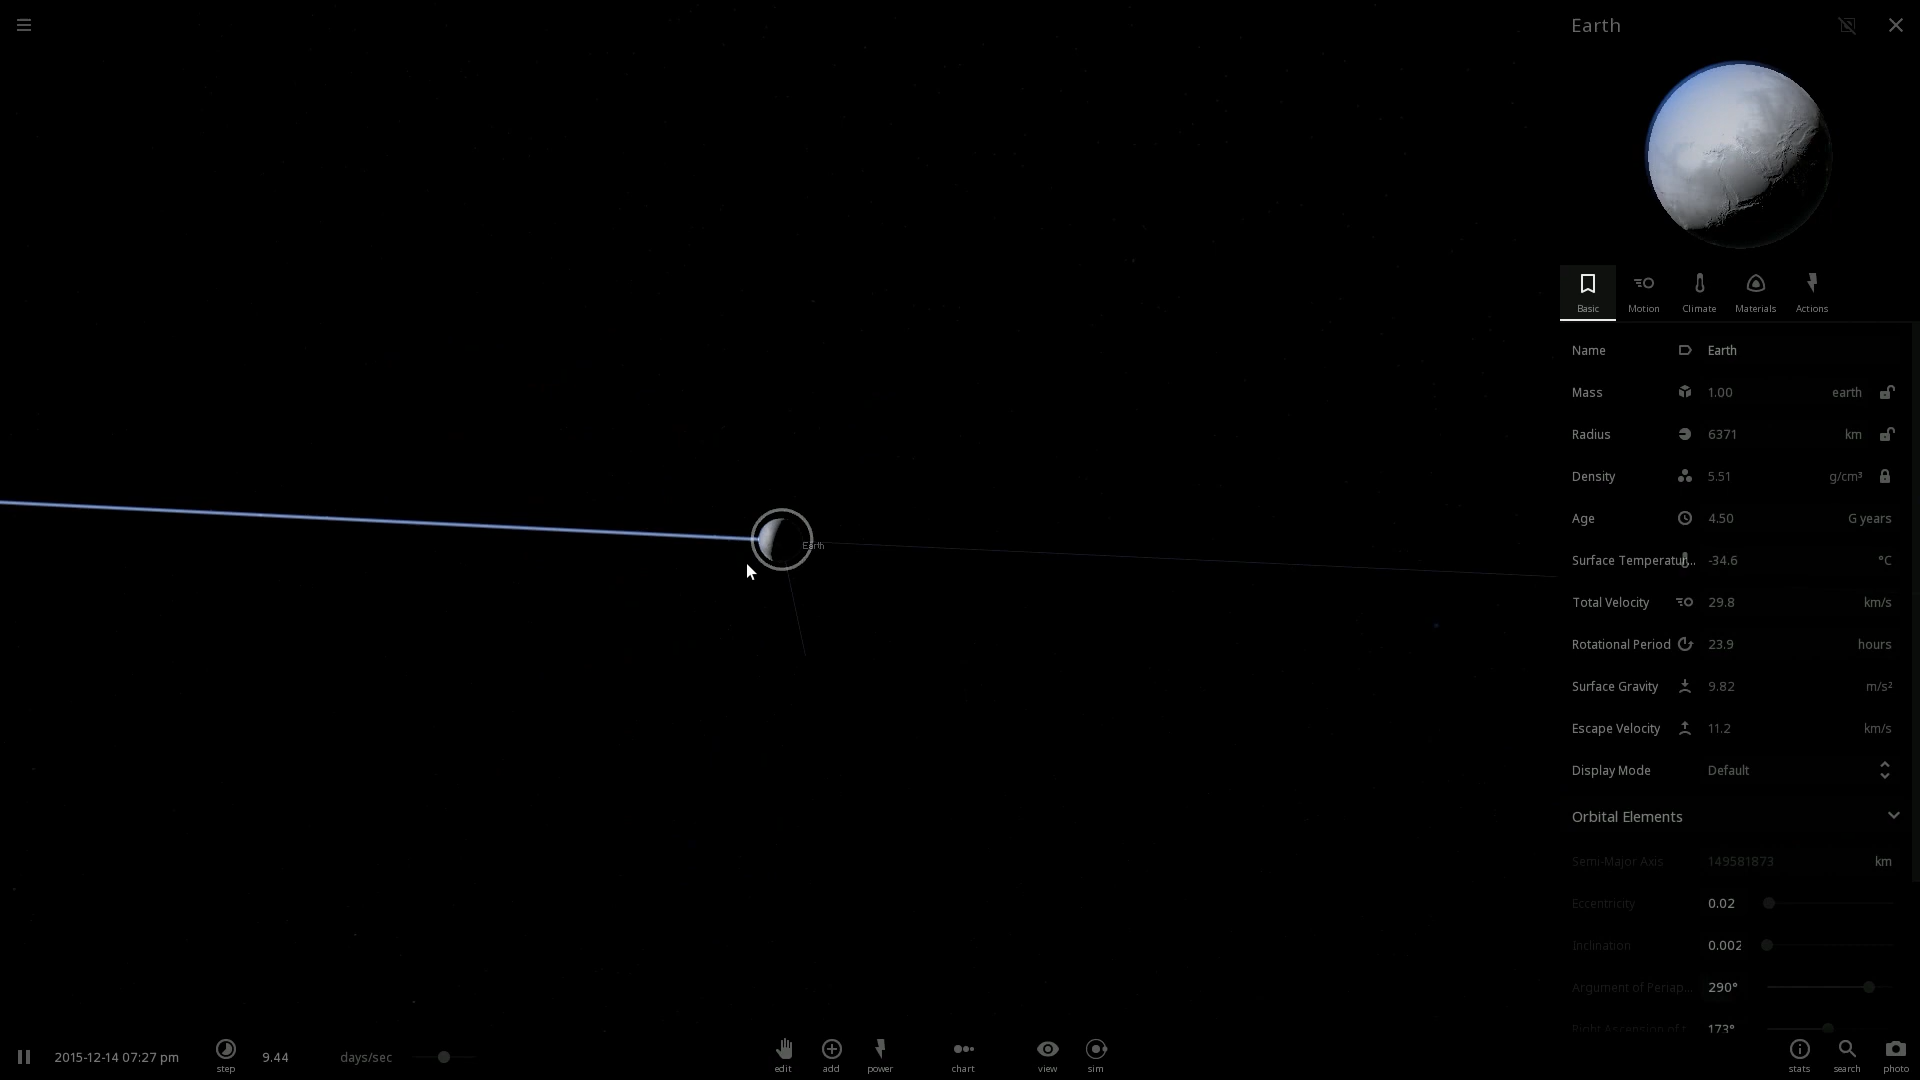 Earth
Basic
Motion
Climate
Materials
Actions
Name Earth
Mass 1.00 earth
Radius 6371 km
Density 5.51 g/cm³
Age 4.50 G years
Surface Temperatur... -34.6 °C
Total Velocity 29.8 km/s
Rotational Period 23.9 hours
Surface Gravity 9.82 m/s²
Escape Velocity 11.2 km/s
Display Mode Default
Orbital Elements
Semi-Major Axis 149581873 km
Eccentricity 0.02
Inclination 0.002
Argument of Periap... 290°
Right Ascension of t... 173°
Earth
2015-12-14 07:27 pm
step
9.44 days/sec
edit
add
power
chart
view
sim
stats
search
photo